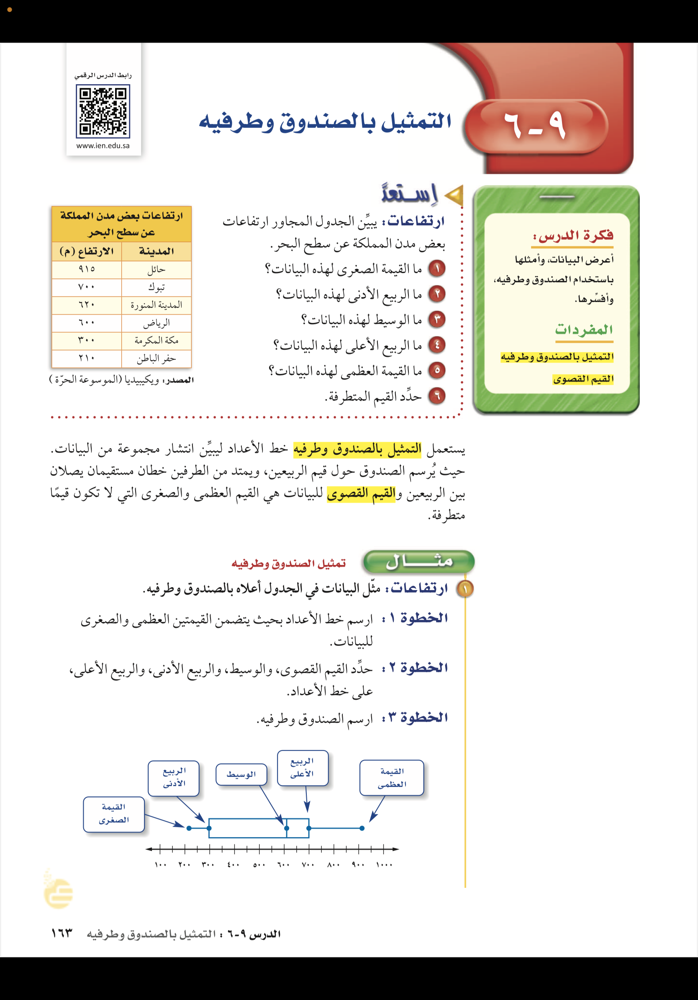 رابط الدرس الرقمي
www.ien.edu.sa
٩-٦
التمثيل بالصندوق وطرفيه
فكرة الدرس:
أعرض البيانات، وأمثلها
باستخدام الصندوق وطرفيه،
وأفسِّرها.
المفردات
التمثيل بالصندوق وطرفيه
القيم القصوى
اِستعدَّ
ارتفاعات: يبيِّن الجدول المجاور ارتفاعات
بعض مدن المملكة عن سطح البحر.
١ ما القيمة الصغرى لهذه البيانات؟
٢ ما الربيع الأدنى لهذه البيانات؟
٣ ما الوسيط لهذه البيانات؟
٤ ما الربيع الأعلى لهذه البيانات؟
٥ ما القيمة العظمى لهذه البيانات؟
٦ حدِّد القيم المتطرفة.
ارتفاعات بعض مدن المملكة
عن سطح البحر
المدينة الارتفاع (م)
حائل ٩١٥
تبوك ٧٠٠
المدينة المنورة ٦٢٠
الرياض ٦٠٠
مكة المكرمة ٣٠٠
حفر الباطن ٢١٠
المصدر: ويكيبيديا (الموسوعة الحرّة )
يستعمل التمثيل بالصندوق وطرفيه خط الأعداد ليبيِّن انتشار مجموعة من البيانات.
حيث يُرسم الصندوق حول قيم الربيعين، ويمتد من الطرفين خطان مستقيمان يصلان
بين الربيعين والقيم القصوى للبيانات هي القيم العظمى والصغرى التي لا تكون قيمًا
متطرفة.
مثال
تمثيل الصندوق وطرفيه
١ ارتفاعات: مثّل البيانات في الجدول أعلاه بالصندوق وطرفيه.
الخطوة ١: ارسم خط الأعداد بحيث يتضمن القيمتين العظمى والصغرى
للبيانات.
الخطوة ٢: حدِّد القيم القصوى، والوسيط، والربيع الأدنى، والربيع الأعلى،
على خط الأعداد.
الخطوة ٣: ارسم الصندوق وطرفيه.
القيمة
العظمى
الربيع
الأعلى
الوسيط
الربيع
الأدنى
القيمة
الصغرى
١٠٠ ٢٠٠ ٣٠٠ ٤٠٠ ٥٠٠ ٦٠٠ ٧٠٠ ٨٠٠ ٩٠٠ ١٠٠٠
الدرس ٩-٦ : التمثيل بالصندوق وطرفيه ١٦٣